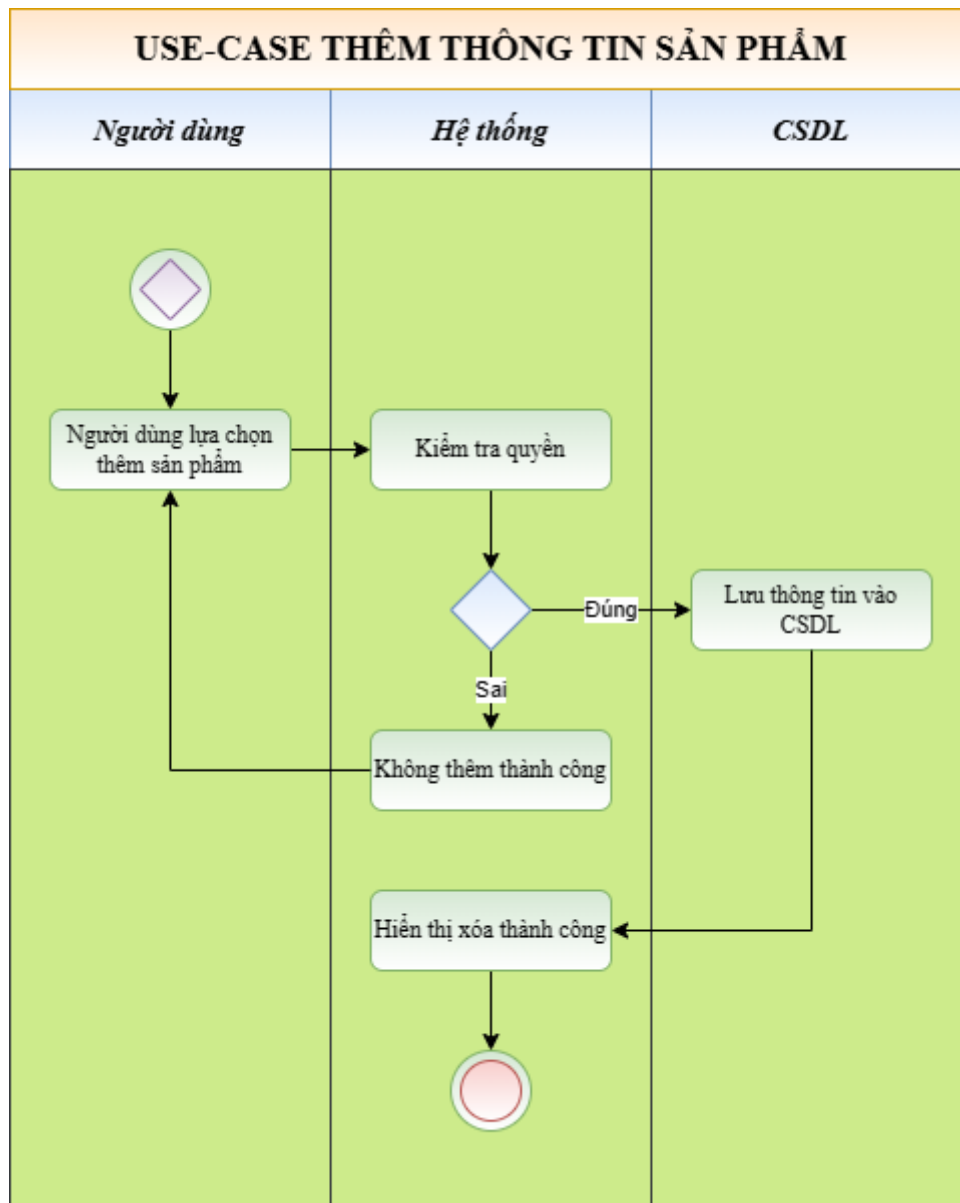 USE-CASE THÊM THÔNG TIN SẢN PHẨM
Người dùng
Hệ thống
CSDL
Người dùng lựa chọn
thêm sản phẩm
Kiểm tra quyền
Đúng
Lưu thông tin vào
CSDL
Sai
Không thêm thành công
Hiển thị xóa thành công